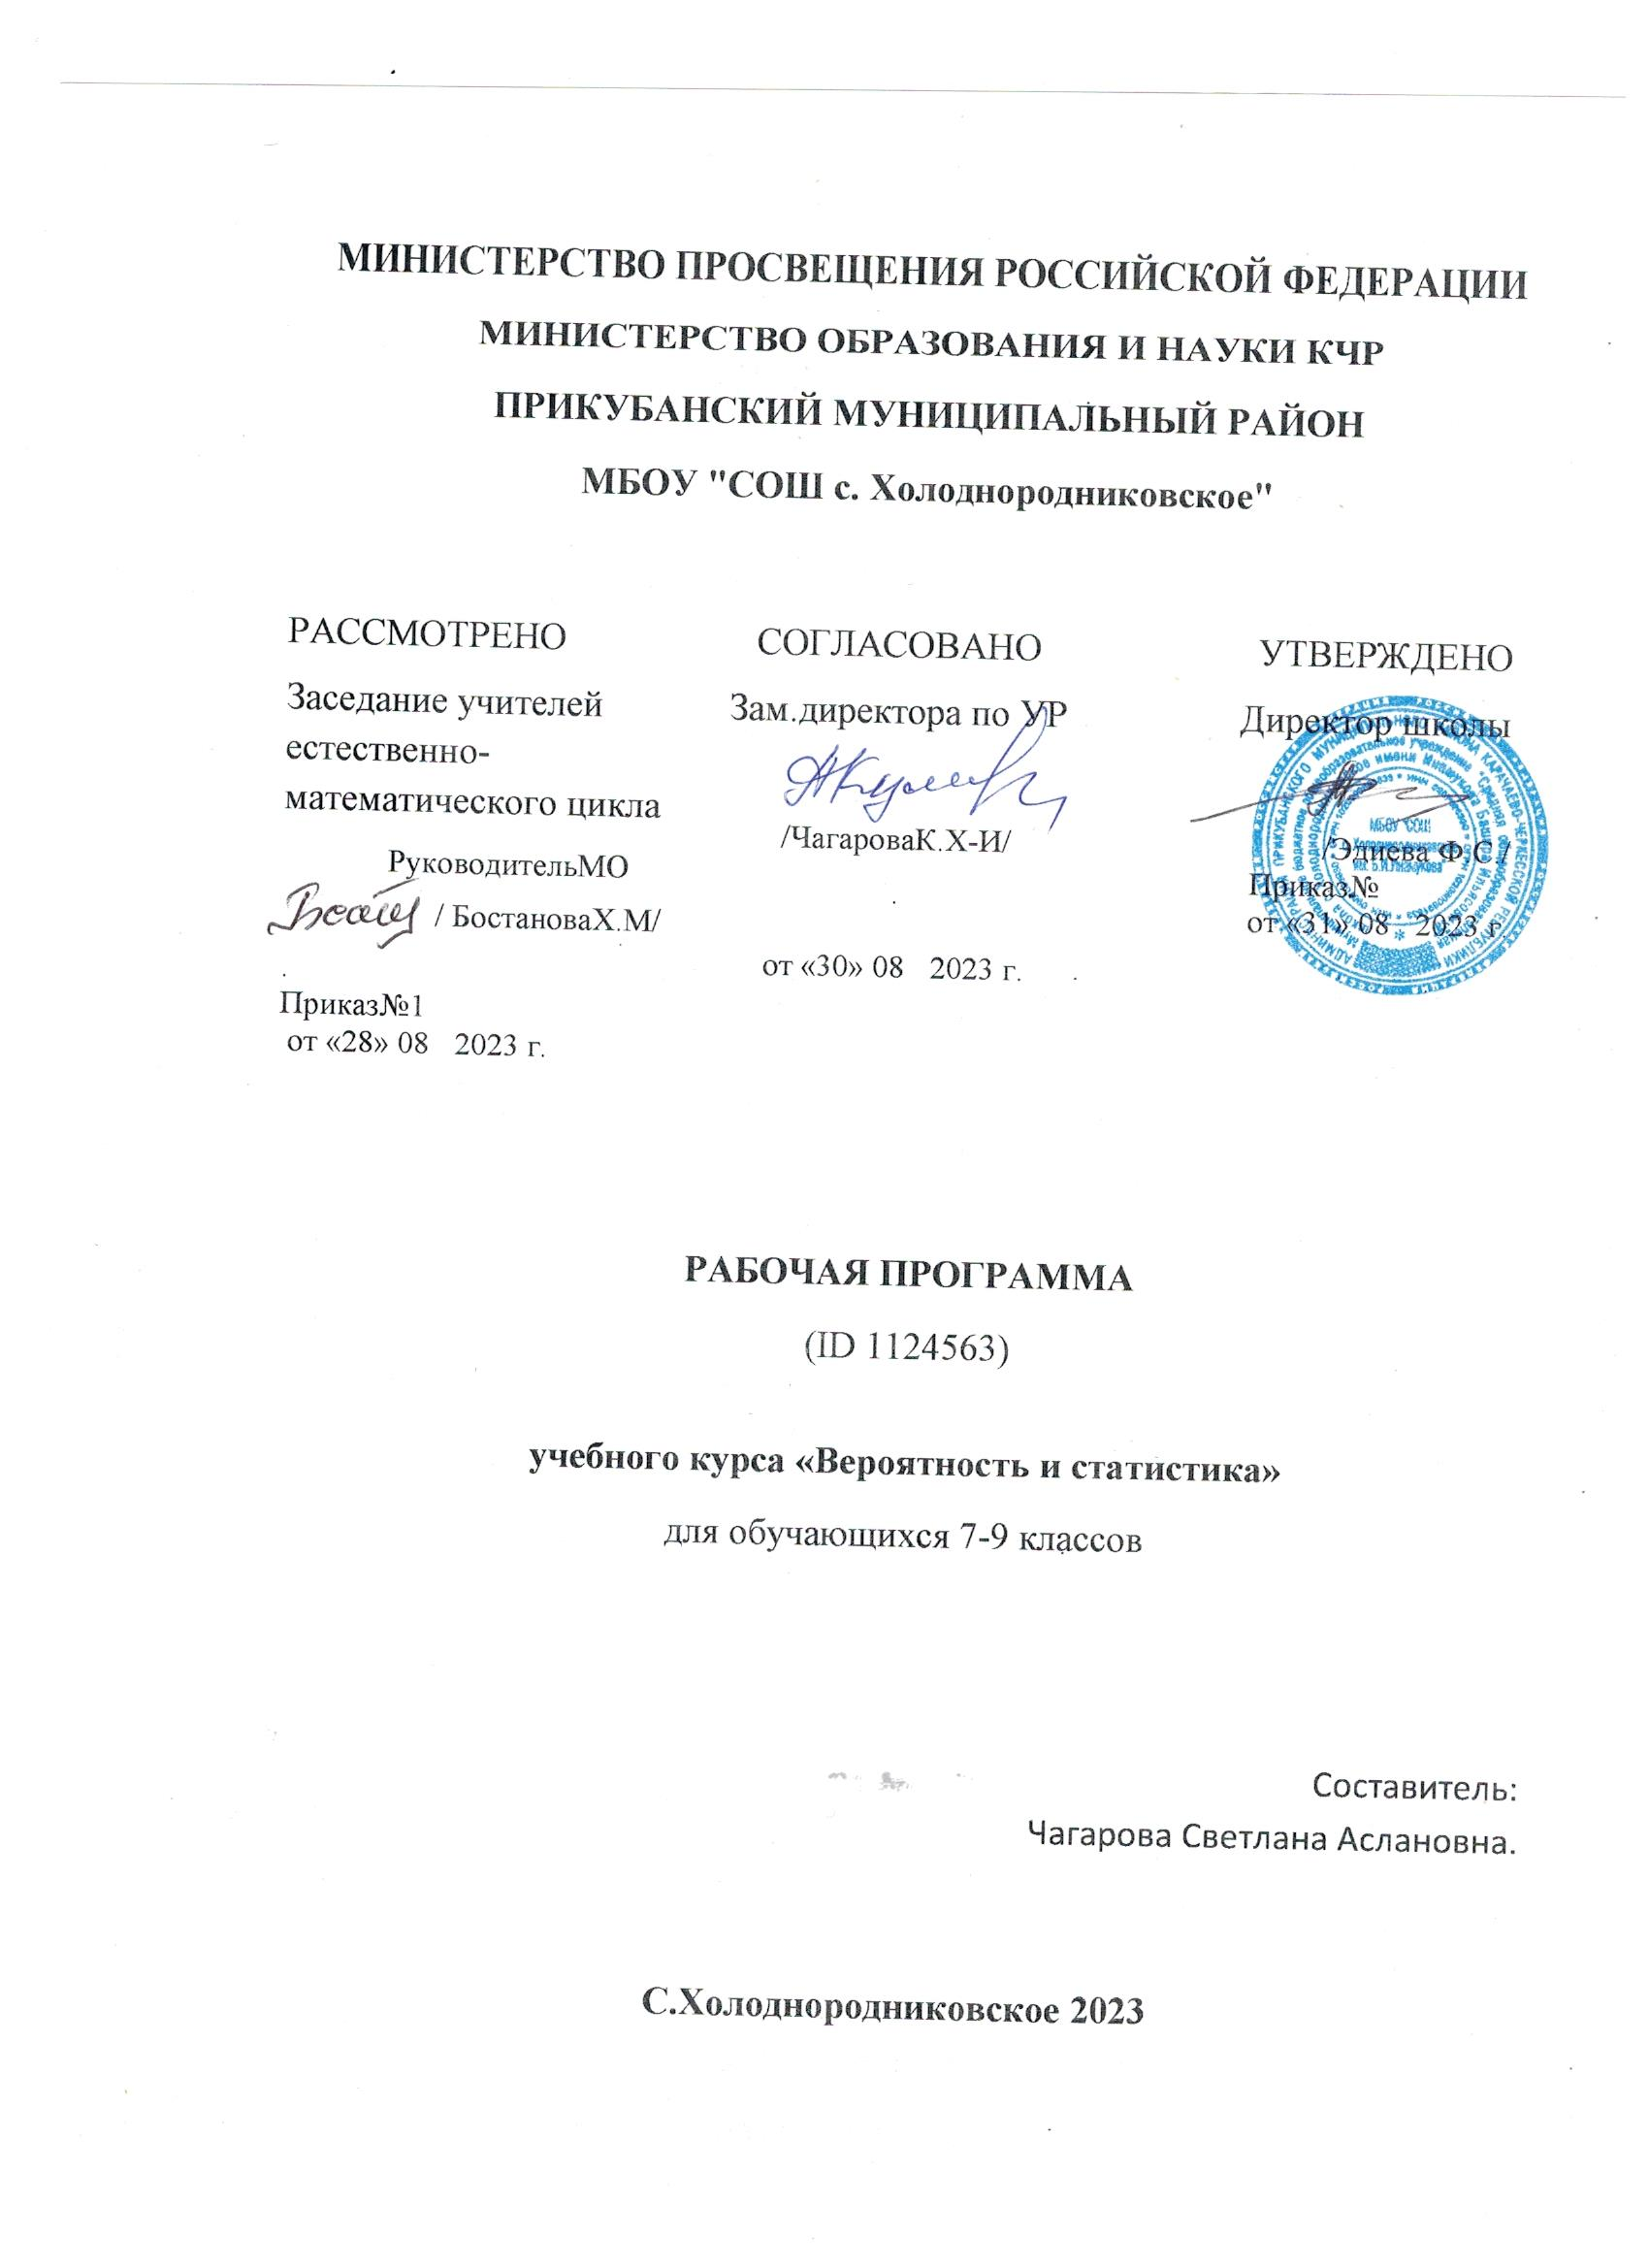 МИНИСТЕРСТВО ПРОСВЕЩЕНИЯ РОССИЙСКОЙ ФЕДЕРАЦИИ
МИНИСТЕРСТВО ОБРАЗОВАНИЯ И НАУКИ КЧР
ПРИКУБАНСКИЙ МУНИЦИПАЛЬНЫЙ РАЙОН
МБОУ "СОШ с. Холоднородниковское"
РАССМОТРЕНО
Заседание учителей
естественно-
математического цикла
РуководительМО
/ БостановаХ.М/
.
Приказ№1
от «28» 08 2023 г.
СОГЛАСОВАНО
Зам.директора по УР
/ЧагароваК.Х-И/
от «30» 08 2023 г.
УТВЕРЖДЕНО
Директор школы
/Эдиева Ф.С./
Приказ№
от «31» 08 2023 г.
МБОУ "СОШ
РАБОЧАЯ ПРОГРАММА
(ID 1124563)
учебного курса «Вероятность и статистика»
для обучающихся 7-9 классов
Составитель:
Чагарова Светлана Аслановна.
С.Холоднородниковское 2023